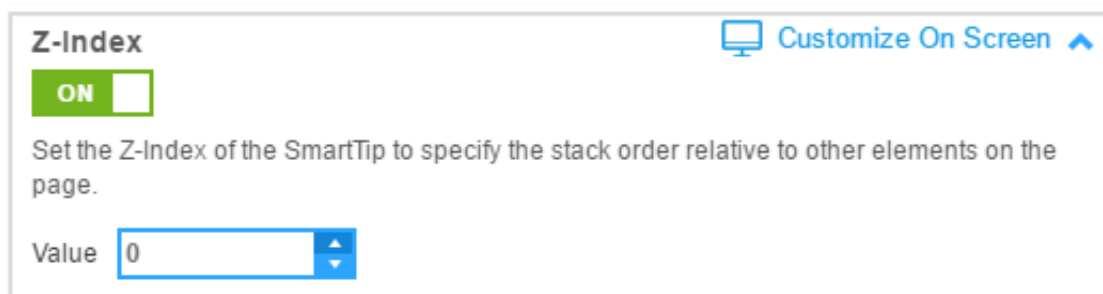 Z-Index
Customize On Screen
ON
Set the Z-Index of the SmartTip to specify the stack order relative to other elements on the
page.
Value 0